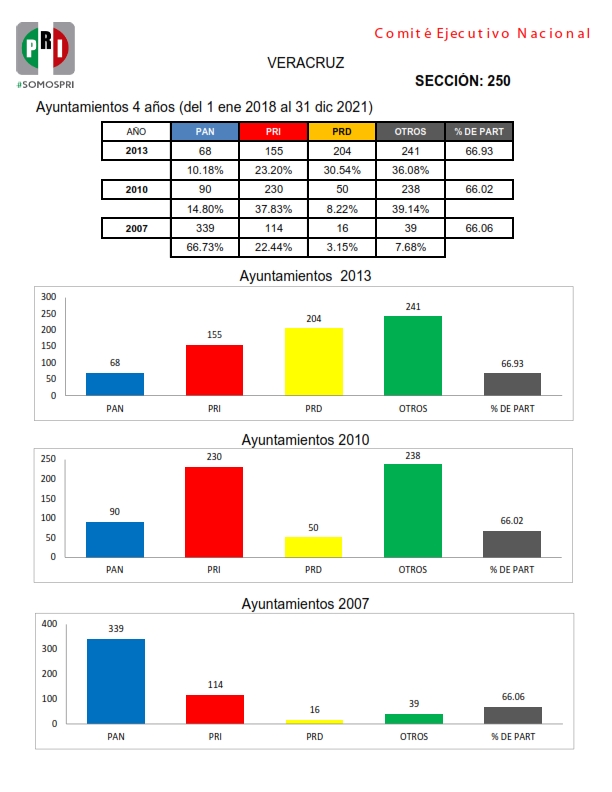 Comité Ejecutivo Nacional
PRI
#SOMOSPRI
VERACRUZ
SECCIÓN: 250
Ayuntamientos 4 años (del 1 ene 2018 al 31 dic 2021)
AÑO PAN PRI PRD OTROS % DE PART
2013 68 155 204 241 66.93
10.18% 23.20% 30.54% 36.08%
2010 90 230 50 238 66.02
14.80% 37.83% 8.22% 39.14%
2007 339 114 16 39 66.06
66.73% 22.44% 3.15% 7.68%
Ayuntamientos 2013
300
250
200
150
100
50
0
68 155 204 241 66.93
PAN PRI PRD OTROS % DE PART
Ayuntamientos 2010
250
200
150
100
50
0
90 230 50 238 66.02
PAN PRI PRD OTROS % DE PART
Ayuntamientos 2007
400
300
200
100
0
339 114 16 39 66.06
PAN PRI PRD OTROS % DE PART